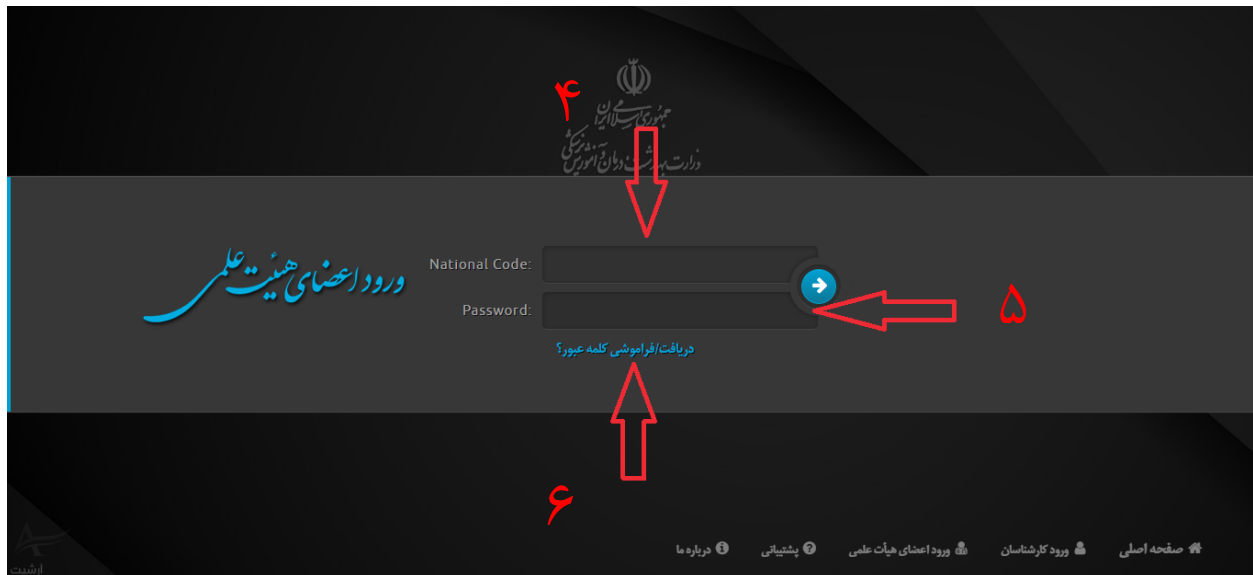 ۴
جمهوری اسلامی ایران
وزارت بهداشت، درمان و آموزش پزشکی
ورود اعضای هیئت علمی
National Code:
Password:
۵
دریافت/فراموشی کلمه عبور؟
۶
صفحه اصلی ورود کارشناسان ورود اعضای هیأت علمی پشتیبانی درباره ما
ارشیت